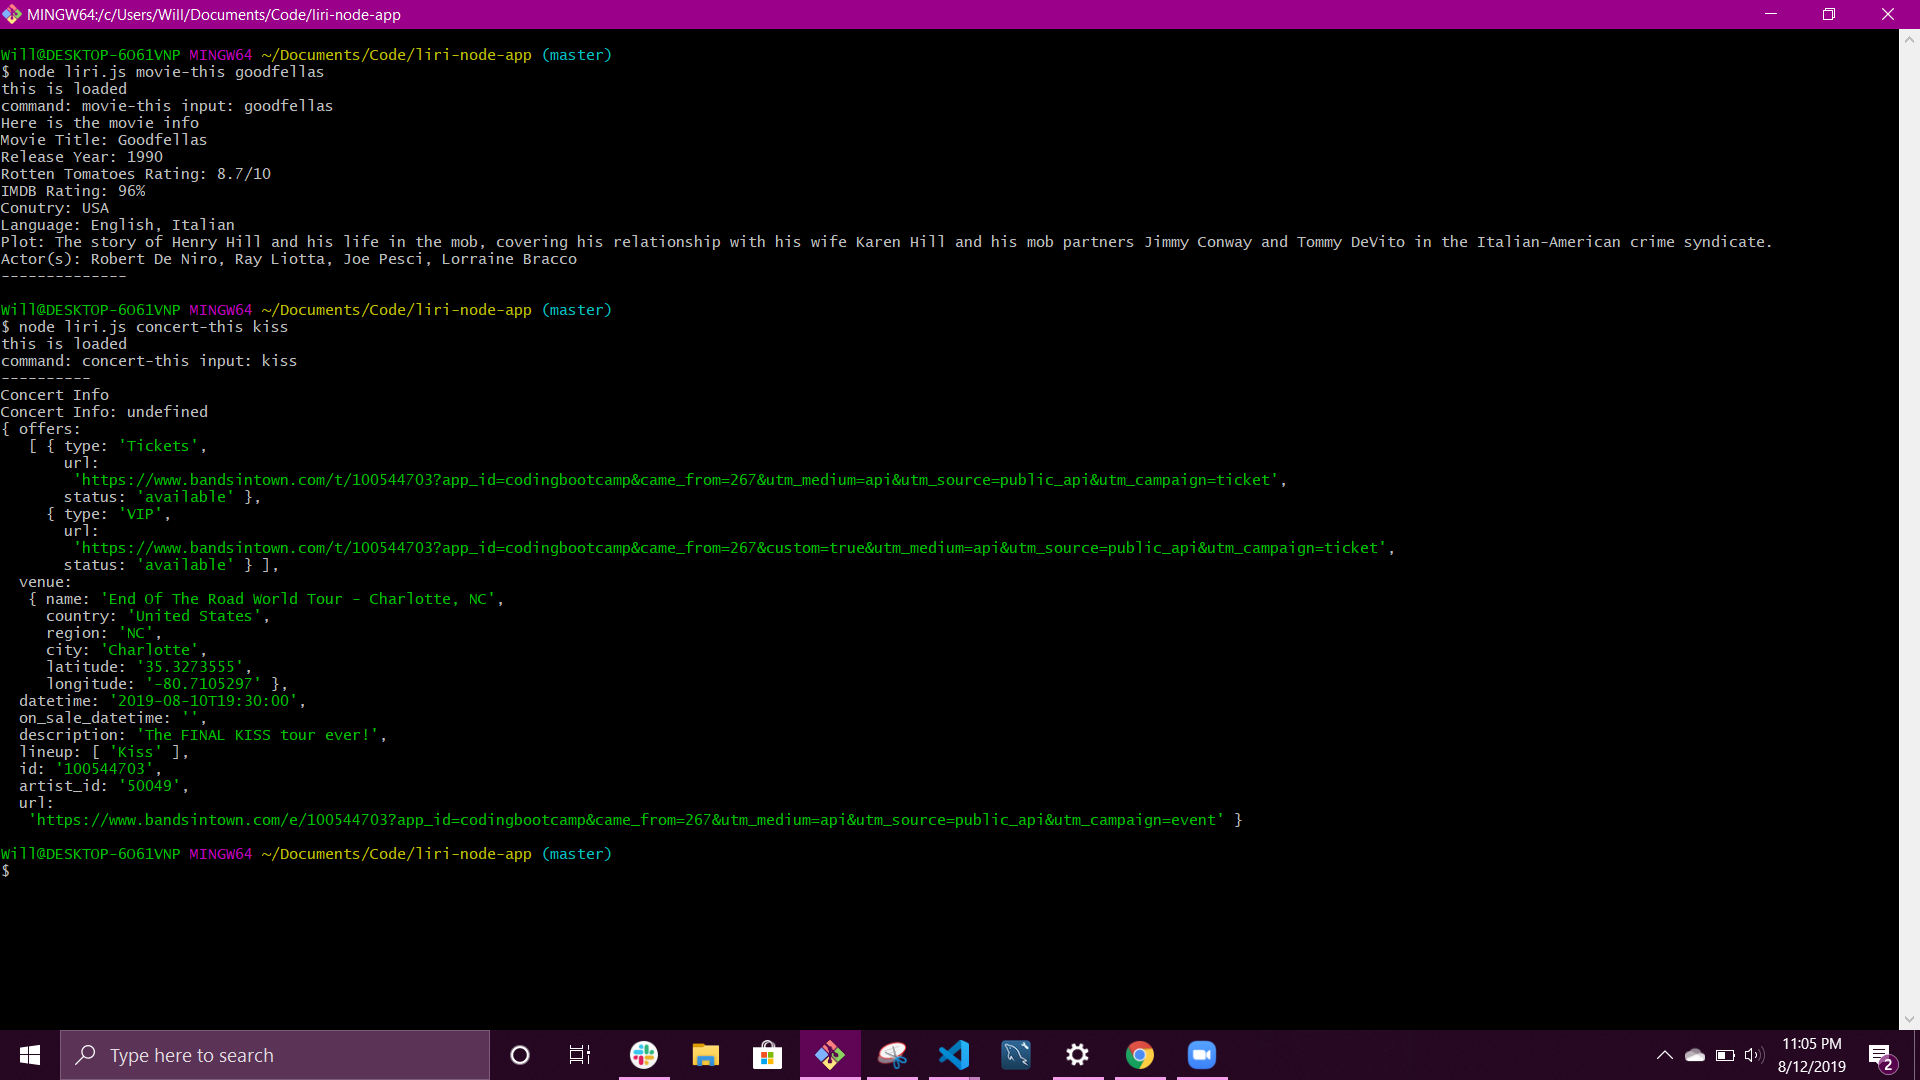 MINGW64:/c/Users/Will/Documents/Code/liri-node-app
Will@DESKTOP-6O61VNP MINGW64 ~/Documents/Code/liri-node-app (master)
$ node liri.js movie-this goodfellas
this is loaded
command: movie-this input: goodfellas
Here is the movie info
Movie Title: Goodfellas
Release Year: 1990
Rotten Tomatoes Rating: 8.7/10
IMDB Rating: 96%
Conutry: USA
Language: English, Italian
Plot: The story of Henry Hill and his life in the mob, covering his relationship with his wife Karen Hill and his mob partners Jimmy Conway and Tommy DeVito in the Italian-American crime syndicate.
Actor(s): Robert De Niro, Ray Liotta, Joe Pesci, Lorraine Bracco
--------------
Will@DESKTOP-6O61VNP MINGW64 ~/Documents/Code/liri-node-app (master)
$ node liri.js concert-this kiss
this is loaded
command: concert-this input: kiss
----------
Concert Info
Concert Info: undefined
{ offers:
[ { type: 'Tickets',
url:
'https://www.bandsintown.com/t/100544703?app_id=codingbootcamp&came_from=267&utm_medium=api&utm_source=public_api&utm_campaign=ticket',
status: 'available' },
{ type: 'VIP',
url:
'https://www.bandsintown.com/t/100544703?app_id=codingbootcamp&came_from=267&custom=true&utm_medium=api&utm_source=public_api&utm_campaign=ticket',
status: 'available' } ],
venue:
{ name: 'End Of The Road World Tour - Charlotte, NC',
country: 'United States',
region: 'NC',
city: 'Charlotte',
latitude: '35.3273555',
longitude: '-80.7105297' },
datetime: '2019-08-10T19:30:00',
on_sale_datetime: '',
description: 'The FINAL KISS tour ever!',
lineup: [ 'Kiss' ],
id: '100544703',
artist_id: '50049',
url:
'https://www.bandsintown.com/e/100544703?app_id=codingbootcamp&came_from=267&utm_medium=api&utm_source=public_api&utm_campaign=event' }
Will@DESKTOP-6O61VNP MINGW64 ~/Documents/Code/liri-node-app (master)
$
Type here to search
11:05 PM
8/12/2019
2